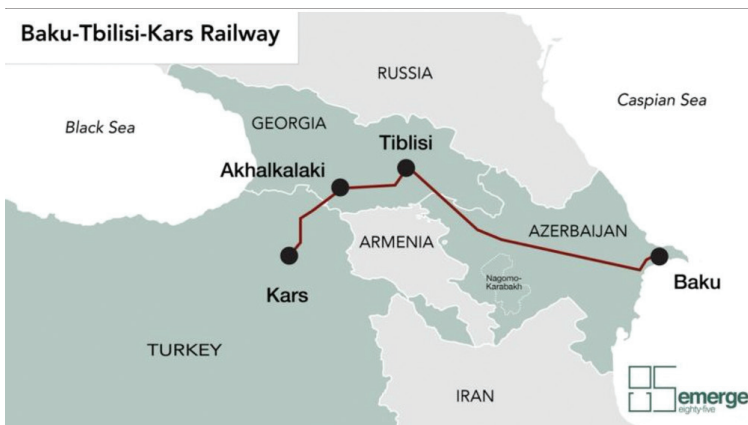 Baku-Tbilisi-Kars Railway
RUSSIA
Caspian Sea
Black Sea
GEORGIA
Tiblisi
Akhalkalaki
ARMENIA
AZERBAIJAN
Nagorno-
Karabakh
Baku
Kars
TURKEY
IRAN
emerge
eighty-five